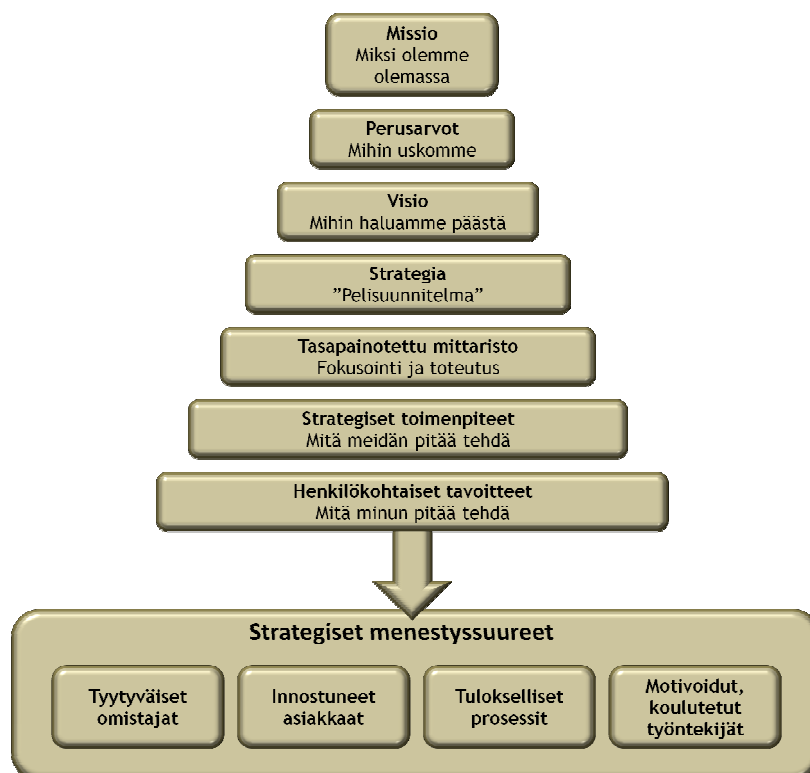 Missio
Miksi olemme
olemassa
Perusarvot
Mihin uskomme
Visio
Mihin haluamme päästä
Strategia
”Pelisuunnitelma”
Tasapainotettu mittaristo
Fokusointi ja toteutus
Strategiset toimenpiteet
Mitä meidän pitää tehdä
Henkilökohtaiset tavoitteet
Mitä minun pitää tehdä
Strategiset menestyssuureet
Tyytyväiset
omistajat
Innostuneet
asiakkaat
Tulokselliset
prosessit
Motivoidut,
koulutetut
työntekijät